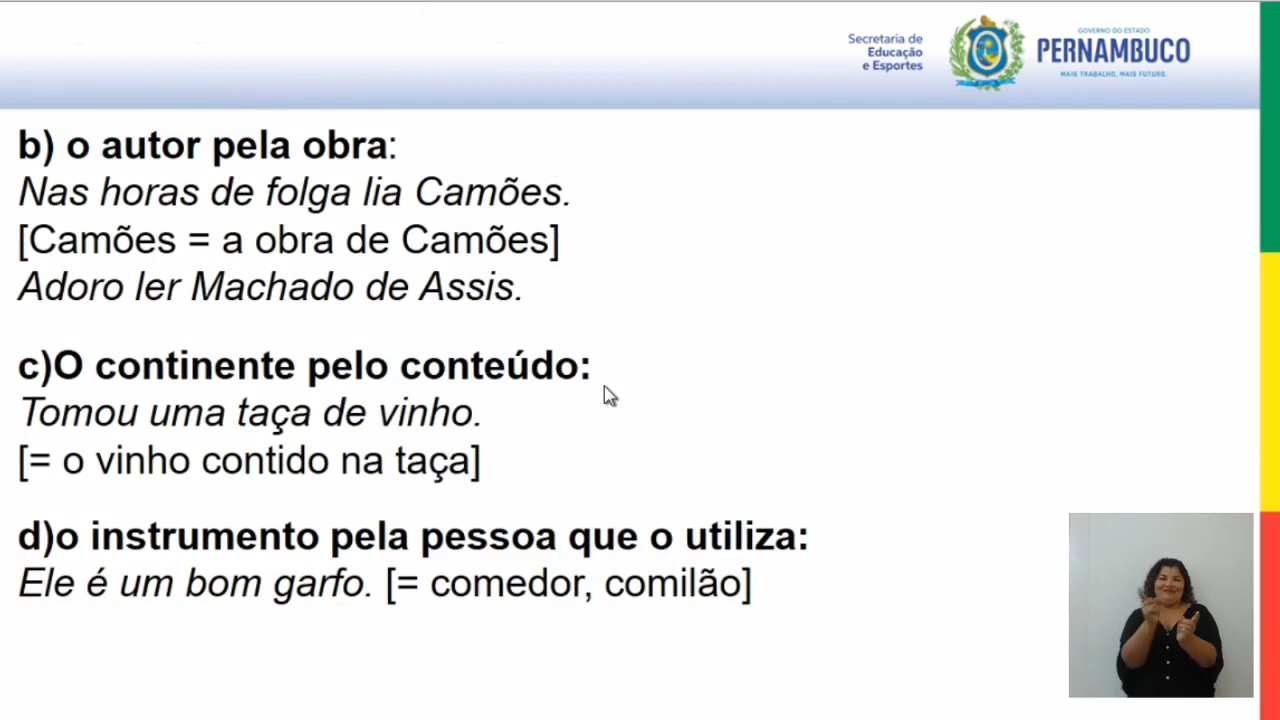 Secretaria de
Educação
e Esportes
GOVERNO DO ESTADO
PERNAMBUCO
MAIS TRABALHO, MAIS FUTURO.
b) o autor pela obra:
Nas horas de folga lia Camões.
[Camões = a obra de Camões]
Adoro ler Machado de Assis.
c)O continente pelo conteúdo:
Tomou uma taça de vinho.
[= o vinho contido na taça]
d)o instrumento pela pessoa que o utiliza:
Ele é um bom garfo. [= comedor, comilão]